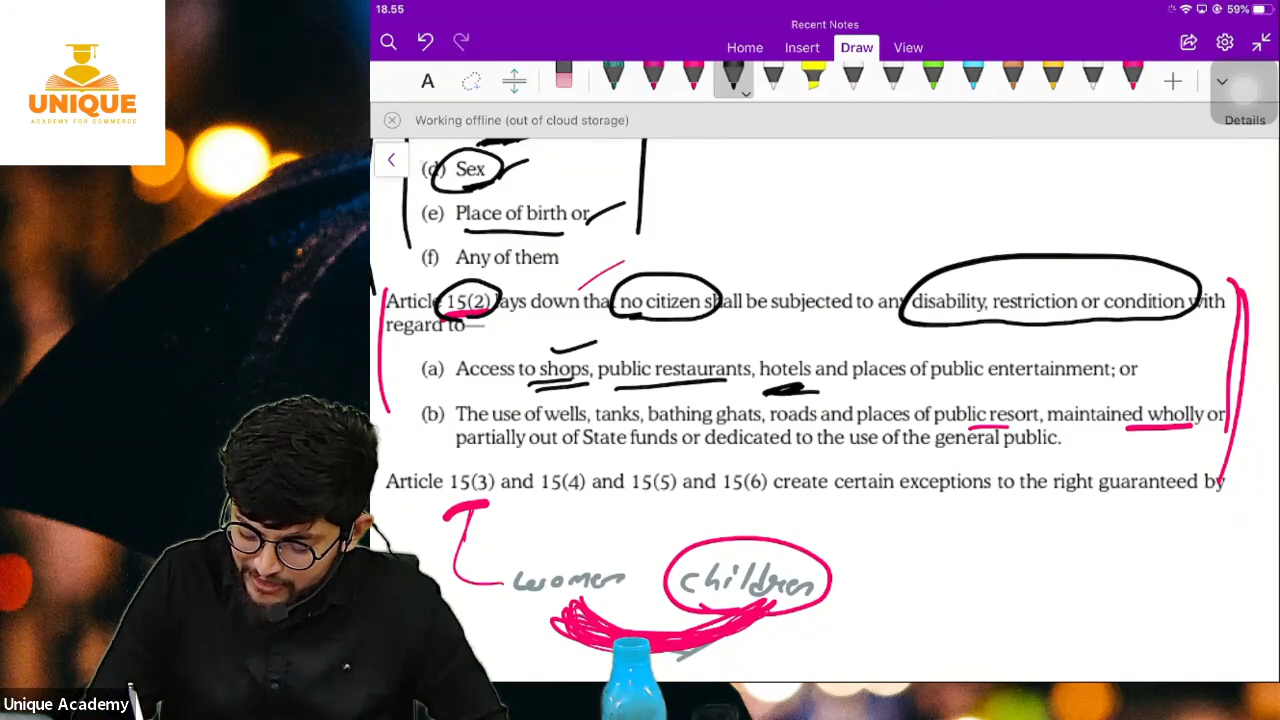 18.55
59%
Recent Notes
Home Insert Draw View
A
Working offline (out of cloud storage)
Details
UNIQUE
ACADEMY FOR COMMERCE
(d) Sex
(e) Place of birth or
(f) Any of them
Article 15(2) lays down that no citizen shall be subjected to any disability, restriction or condition with
regard to—
(a) Access to shops, public restaurants, hotels and places of public entertainment; or
(b) The use of wells, tanks, bathing ghats, roads and places of public resort, maintained wholly or
partially out of State funds or dedicated to the use of the general public.
Article 15(3) and 15(4) and 15(5) and 15(6) create certain exceptions to the right guaranteed by
women children
Unique Academy